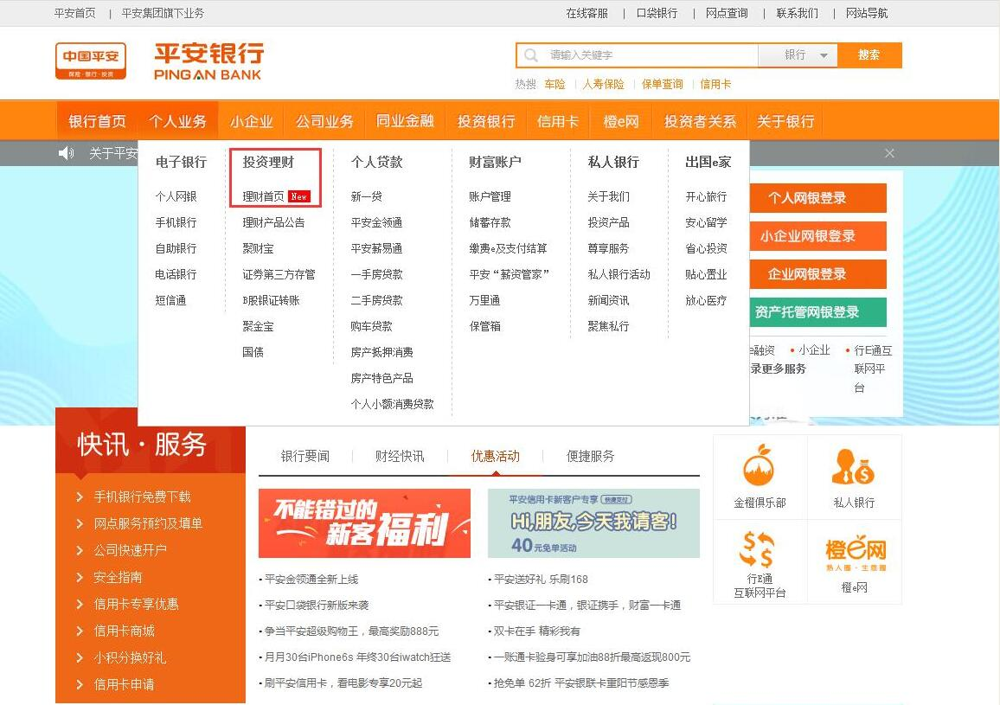 平安首页 | 平安集团旗下业务
在线客服 | 口袋银行 | 网点查询 | 联系我们 | 网站导航
中国平安
保险·银行·投资
平安银行
PING AN BANK
请输入关键字
银行
搜索
热搜 车险 人寿保险 保单查询 信用卡
银行首页 个人业务 小企业 公司业务 同业金融 投资银行 信用卡 橙e网 投资者关系 关于银行
关于平安
电子银行
个人网银
手机银行
自助银行
电话银行
短信通
投资理财
理财首页 New
理财产品公告
聚财宝
证券第三方存管
B股银证转账
聚金宝
国债
个人贷款
新一贷
平安金领通
平安薪易通
一手房贷款
二手房贷款
购车贷款
房产抵押消费
房产特色产品
个人小额消费贷款
财富账户
账户管理
储蓄存款
缴费e及支付结算
平安“薪资管家”
万里通
保管箱
私人银行
关于我们
投资产品
尊享服务
私人银行活动
新闻资讯
聚焦私行
出国e家
开心旅行
安心留学
省心投资
贴心置业
放心医疗
个人网银登录
小企业网银登录
企业网银登录
资产托管网银登录
e融资 • 小企业 • 行E通互
联网平
台
录更多服务
快讯·服务
手机银行免费下载
网点服务预约及填单
公司快速开户
安全指南
信用卡专享优惠
信用卡商城
小积分换好礼
信用卡申请
银行要闻 财经快讯 优惠活动 便捷服务
不能错过的
新客福利
平安信用卡新客户专享 快捷支付
Hi,朋友,今天我请客!
40元免单活动
平安金领通全新上线
平安口袋银行新版来袭
争当平安超级购物王，最高奖励888元
月月30台iPhone6s 年终30台iwatch狂送
刷平安信用卡，看电影专享20元起
平安送好礼 乐刷168
平安银证一卡通，银证携手，财富一卡通
双卡在手 精彩我有
一账通卡验身可享加油88折最高返现800元
抢免单 62折 平安银联卡重阳节感恩季
金橙俱乐部
私人银行
行E通
互联网平台
橙e网
熟人圈·生意圈
橙e网